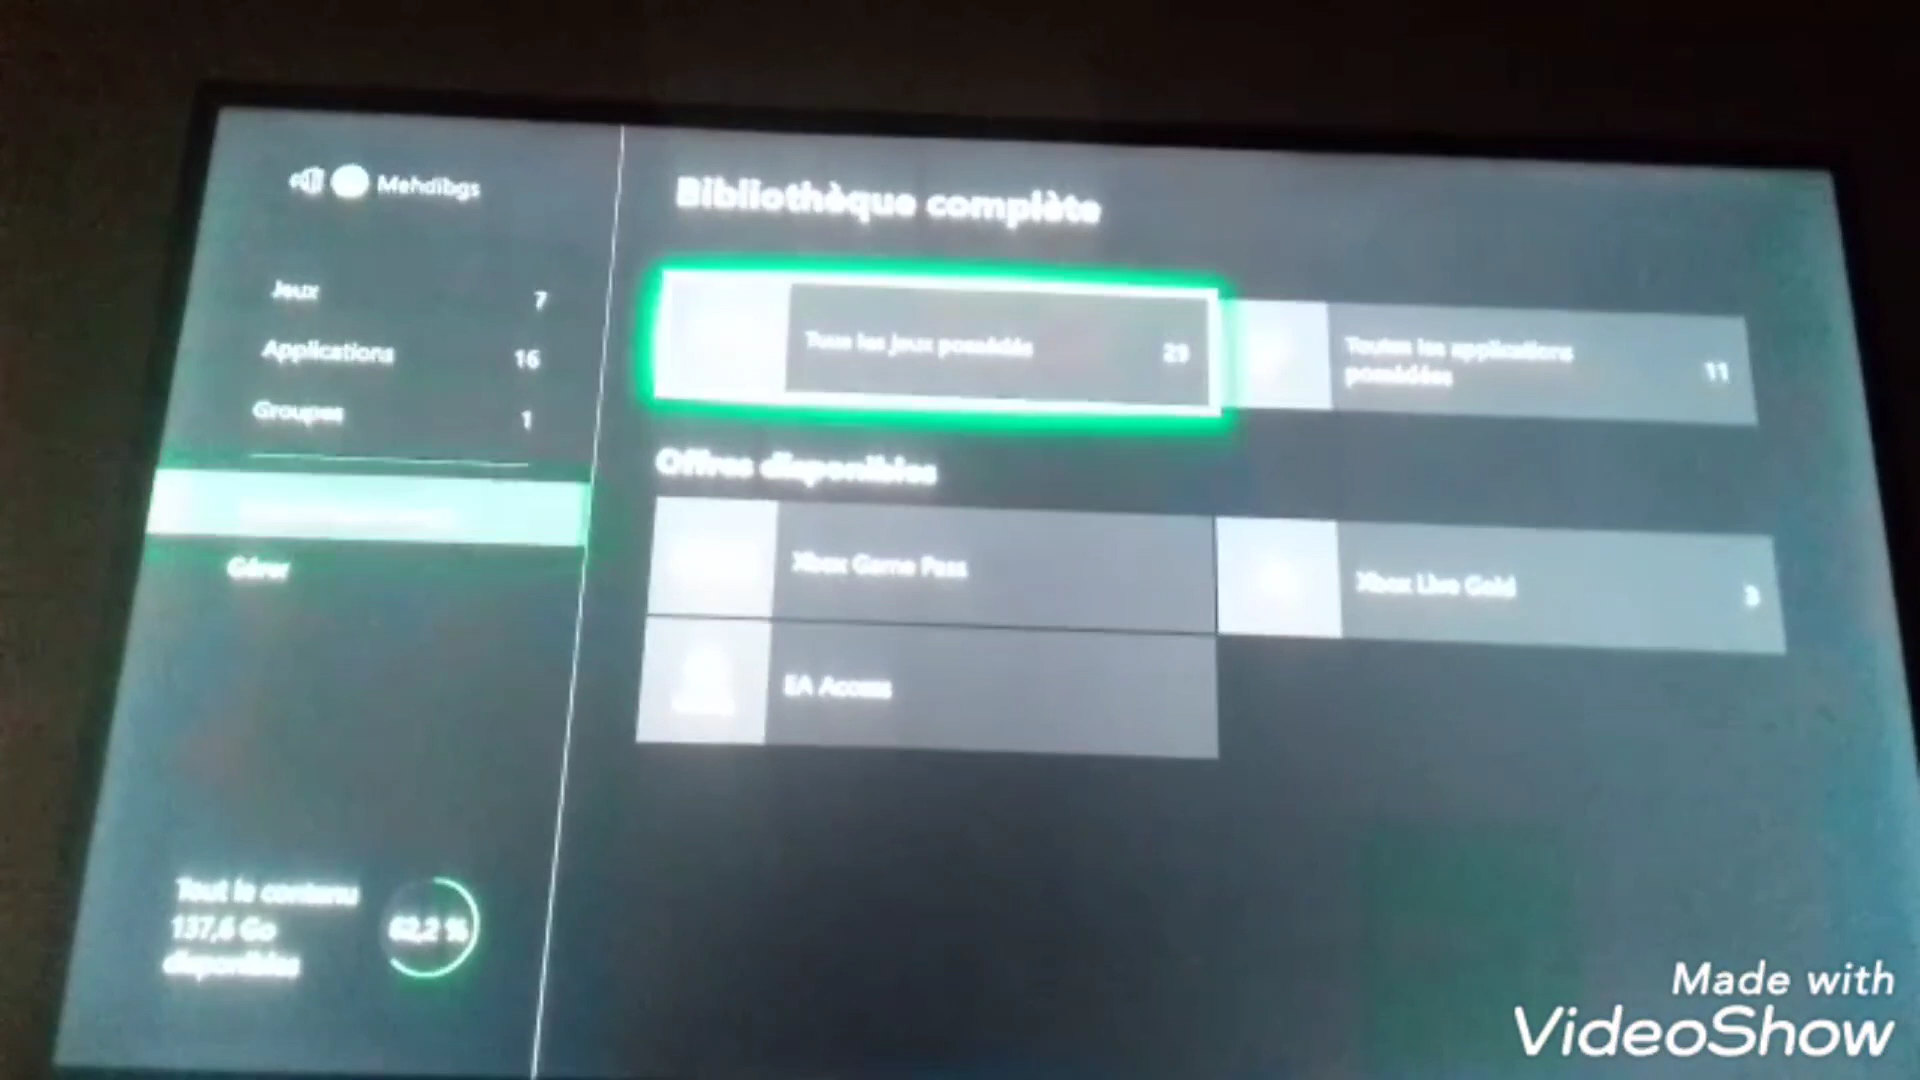 Mehdibgs
Jeux 7
Applications 16
Groupes 1
Gérer
Tout le contenu
137,6 Go
disponibles
62,2 %
Bibliothèque complète
Tous les jeux possédés 29
Toutes les applications
possédées 11
Offres disponibles
Xbox Game Pass
Xbox Live Gold 3
EA Access
Made with
VideoShow